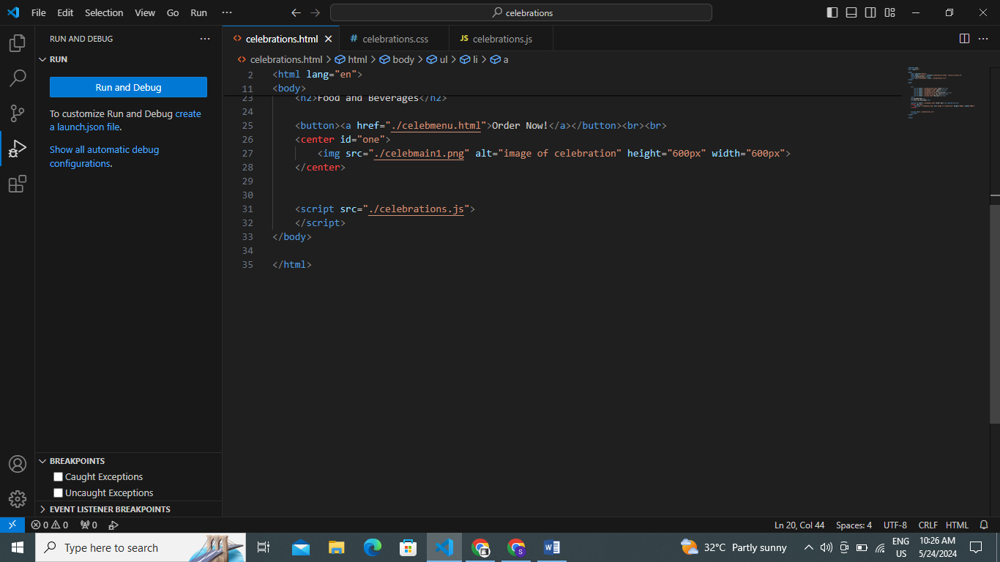 File Edit Selection View Go Run ···
celebrations
RUN AND DEBUG ···
RUN
Run and Debug
To customize Run and Debug create
a launch.json file.
Show all automatic debug
configurations.
BREAKPOINTS
Caught Exceptions
Uncaught Exceptions
EVENT LISTENER BREAKPOINTS
<> celebrations.html # celebrations.css JS celebrations.js
<> celebrations.html > html > body > ul > li > a
2 <html lang="en">
11 <body>
23 <h2>Food and Beverages</h2>
24
25 <button><a href="./celebmenu.html">Order Now!</a></button><br><br>
26 <center id="one">
27 <img src="./celebmain1.png" alt="image of celebration" height="600px" width="600px">
28 </center>
29
30
31 <script src="./celebrations.js">
32 </script>
33 </body>
34
35 </html>
0 0 0 Ln 20, Col 44 Spaces: 4 UTF-8 CRLF HTML
Type here to search
32°C Partly sunny
ENG
US
10:26 AM
5/24/2024